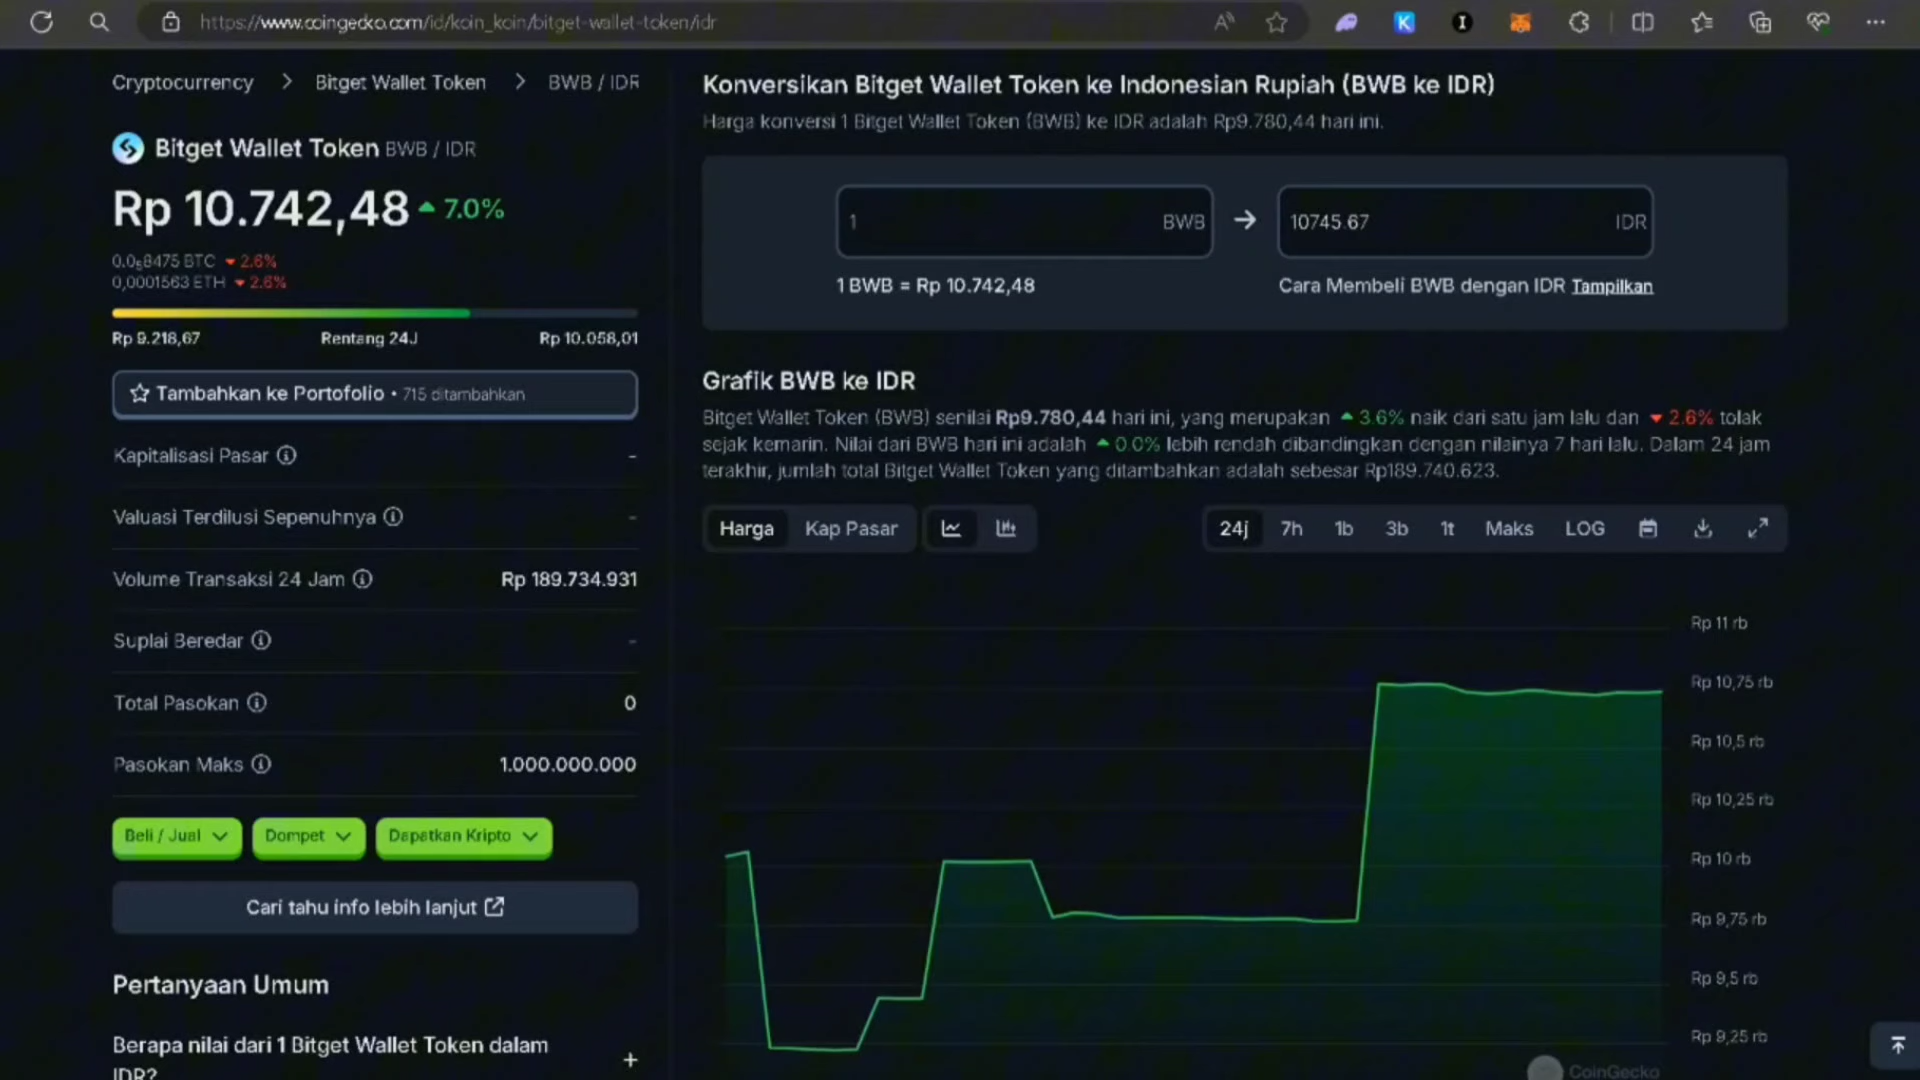 https://www.coingecko.com/id/koin_koin/bitget-wallet-token/idr
Cryptocurrency > Bitget Wallet Token > BWB / IDR
Bitget Wallet Token BWB / IDR
Rp 10.742,48 7.0%
0.0₅8475 BTC 2.6%
0,0001563 ETH 2.6%
Rp 9.218,67 Rentang 24J Rp 10.058,01
Tambahkan ke Portofolio • 715 ditambahkan
Kapitalisasi Pasar -
Valuasi Terdilusi Sepenuhnya -
Volume Transaksi 24 Jam Rp 189.734.931
Suplai Beredar -
Total Pasokan 0
Pasokan Maks 1.000.000.000
Beli / Jual Dompet Dapatkan Kripto
Cari tahu info lebih lanjut
Pertanyaan Umum
Berapa nilai dari 1 Bitget Wallet Token dalam
IDR? +
Konversikan Bitget Wallet Token ke Indonesian Rupiah (BWB ke IDR)
Harga konversi 1 Bitget Wallet Token (BWB) ke IDR adalah Rp9.780,44 hari ini.
1 BWB → 10745.67 IDR
1 BWB = Rp 10.742,48
Cara Membeli BWB dengan IDR Tampilkan
Grafik BWB ke IDR
Bitget Wallet Token (BWB) senilai Rp9.780,44 hari ini, yang merupakan 3.6% naik dari satu jam lalu dan 2.6% tolak
sejak kemarin. Nilai dari BWB hari ini adalah 0.0% lebih rendah dibandingkan dengan nilainya 7 hari lalu. Dalam 24 jam
terakhir, jumlah total Bitget Wallet Token yang ditambahkan adalah sebesar Rp189.740.623.
Harga Kap Pasar
24j 7h 1b 3b 1t Maks LOG
Rp 11 rb
Rp 10,75 rb
Rp 10,5 rb
Rp 10,25 rb
Rp 10 rb
Rp 9,75 rb
Rp 9,5 rb
Rp 9,25 rb
CoinGecko